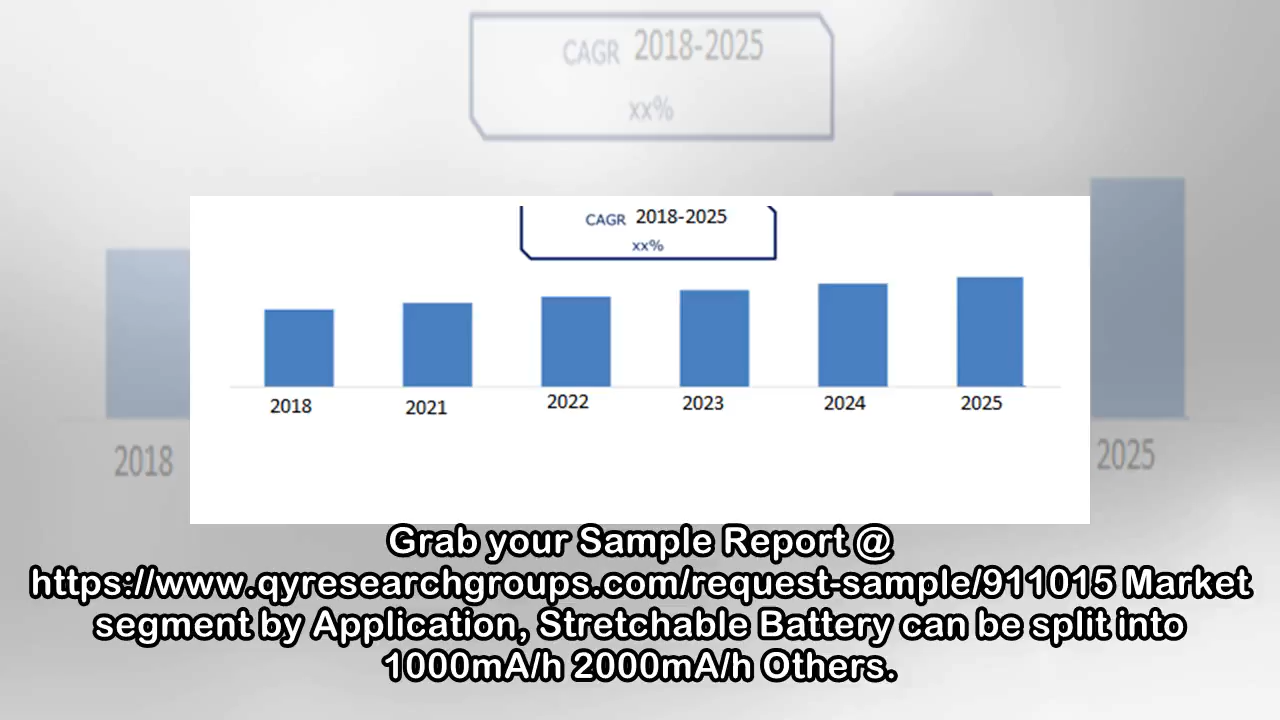 CAGR 2018-2025
xx%
CAGR 2018-2025
xx%
2018 2021 2022 2023 2024 2025
2018 2025
Grab your Sample Report @
https://www.qyresearchgroups.com/request-sample/911015 Market
segment by Application, Stretchable Battery can be split into
1000mA/h 2000mA/h Others.